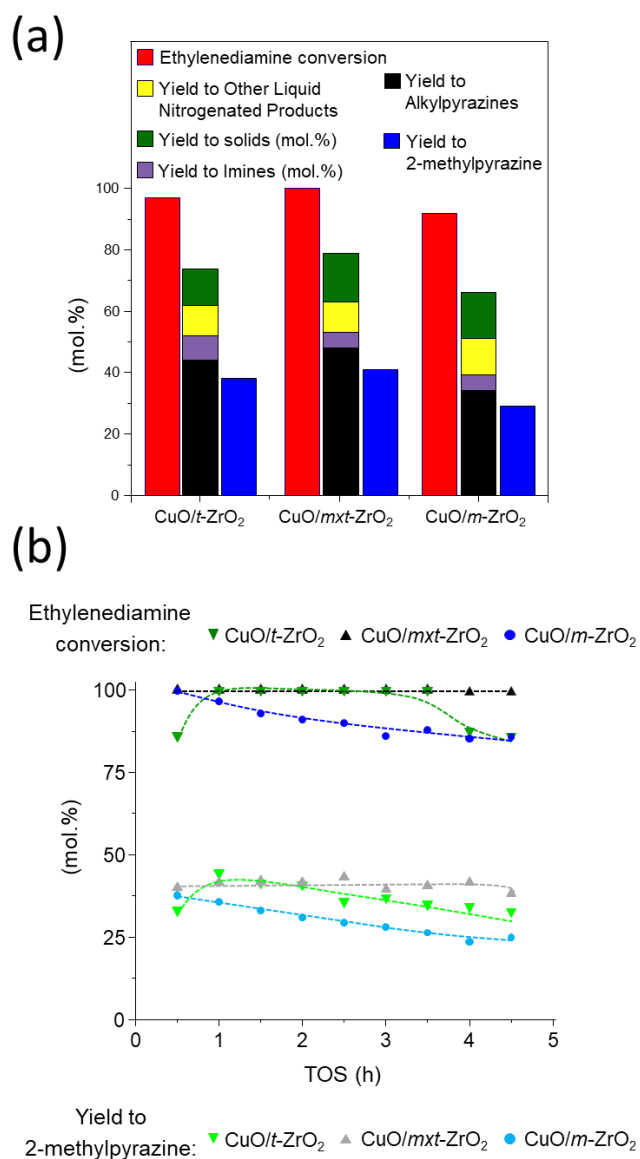 (a)
Ethylenediamine conversion
Yield to Other Liquid
Nitrogenated Products
Yield to solids (mol.%)
Yield to Imines (mol.%)
Yield to
Alkylpyrazines
Yield to
2-methylpyrazine
100
80
60
40
20
0
(mol.%)
CuO/t-ZrO₂
CuO/mxt-ZrO₂
CuO/m-ZrO₂
(b)
Ethylenediamine
conversion:
CuO/t-ZrO₂ CuO/mxt-ZrO₂ CuO/m-ZrO₂
100
75
50
25
0
(mol.%)
0 1 2 3 4 5
TOS (h)
Yield to
2-methylpyrazine:
CuO/t-ZrO₂ CuO/mxt-ZrO₂ CuO/m-ZrO₂